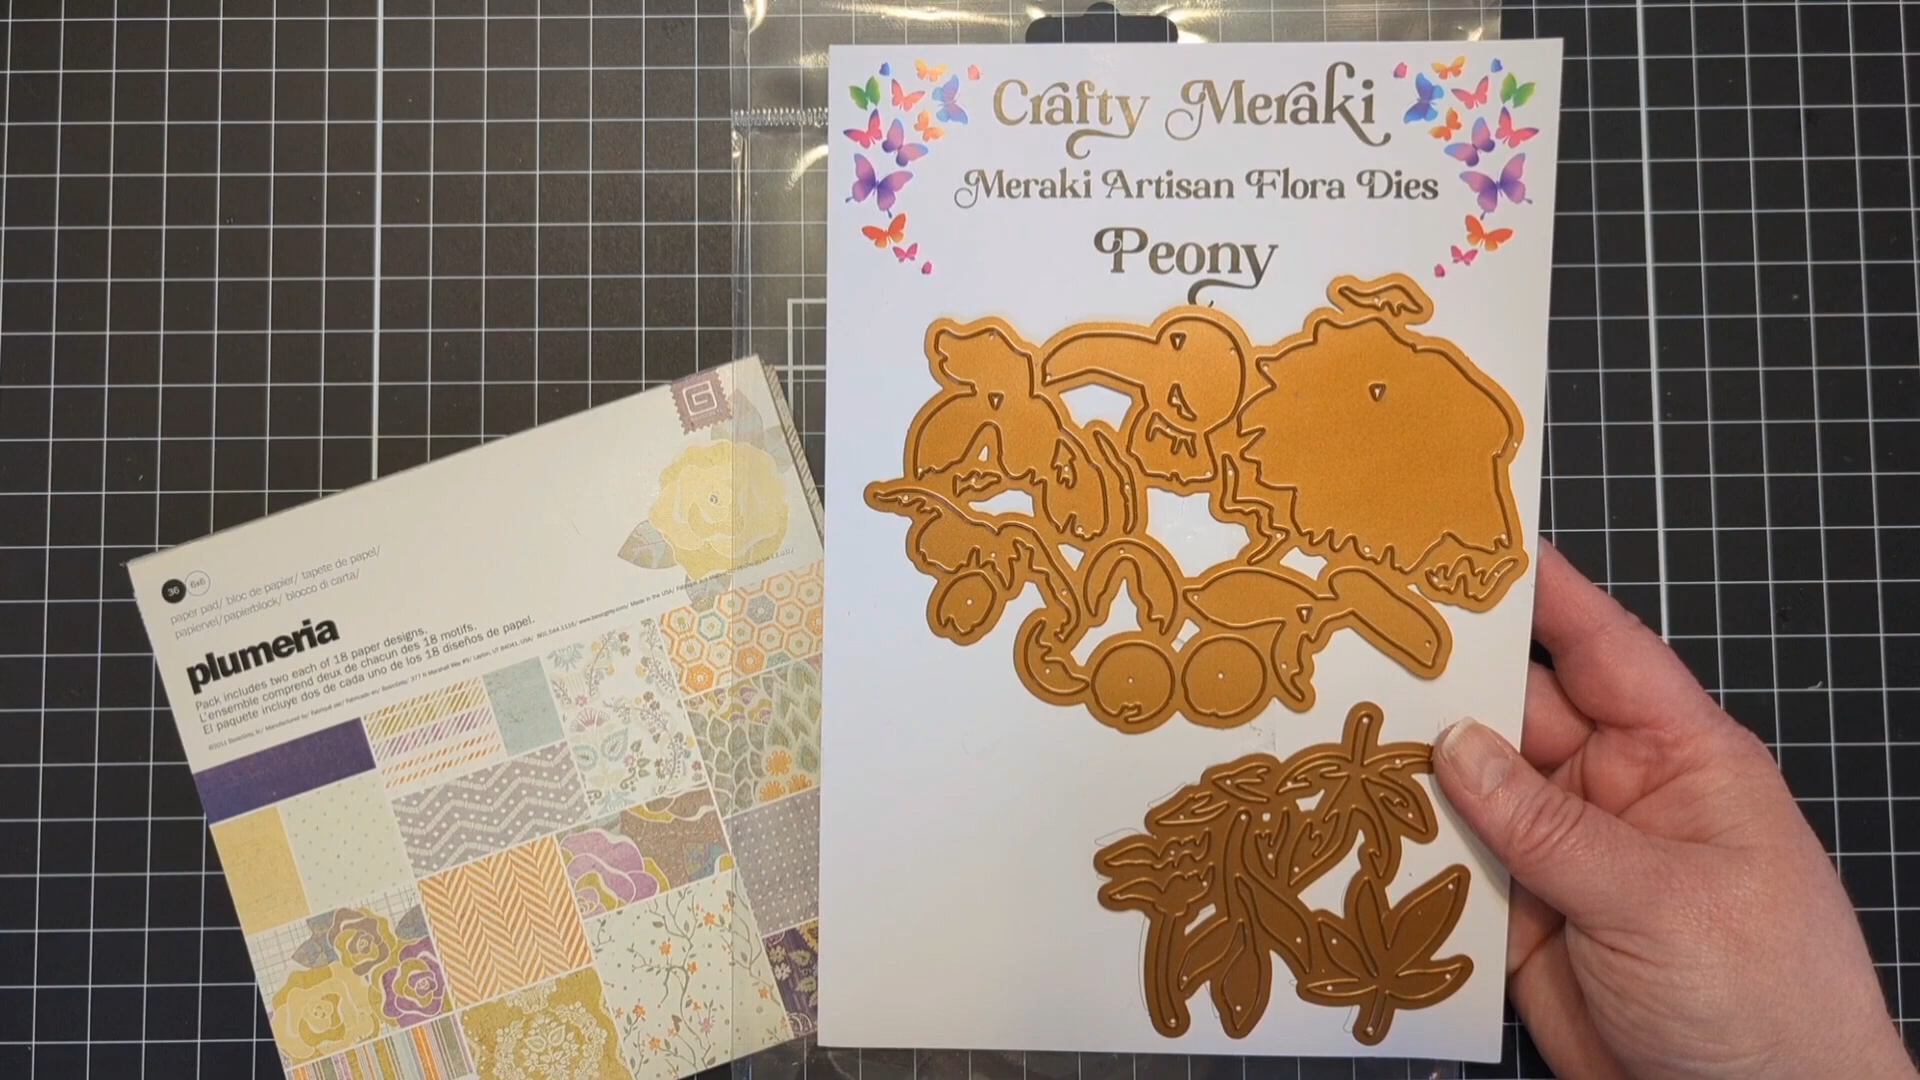 Crafty Meraki
Meraki Artisan Flora Dies
Peony
G
36 6x6
paper pad/ bloc de papier/ tapete de papel/
papiervel/papierblock/ blocco di carta/
plumeria
Pack includes two each of 18 paper designs.
L'ensemble comprend deux de chacun des 18 motifs.
El paquete incluye dos de cada uno de los 18 diseños de papel.